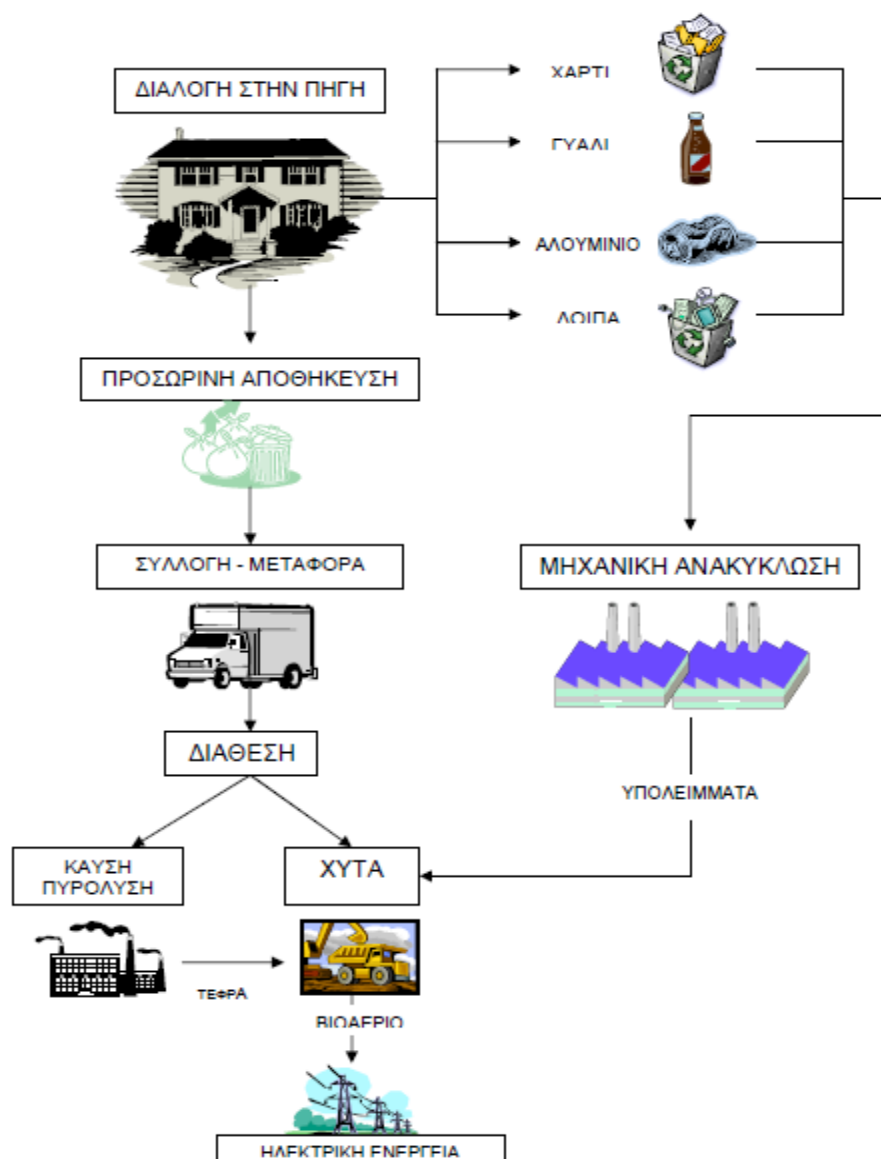 ΔΙΑΛΟΓΗ ΣΤΗΝ ΠΗΓΗ
ΧΑΡΤΙ
ΓΥΑΛΙ
ΑΛΟΥΜΙΝΙΟ
ΛΟΙΠΑ
ΠΡΟΣΩΡΙΝΗ ΑΠΟΘΗΚΕΥΣΗ
ΣΥΛΛΟΓΗ - ΜΕΤΑΦΟΡΑ
ΜΗΧΑΝΙΚΗ ΑΝΑΚΥΚΛΩΣΗ
ΔΙΑΘΕΣΗ
ΥΠΟΛΕΙΜΜΑΤΑ
ΚΑΥΣΗ
ΠΥΡΟΛΥΣΗ
ΧΥΤΑ
ΤΕΦΡΑ
ΒΙΟΑΕΡΙΟ
ΗΛΕΚΤΡΙΚΗ ΕΝΕΡΓΕΙΑ